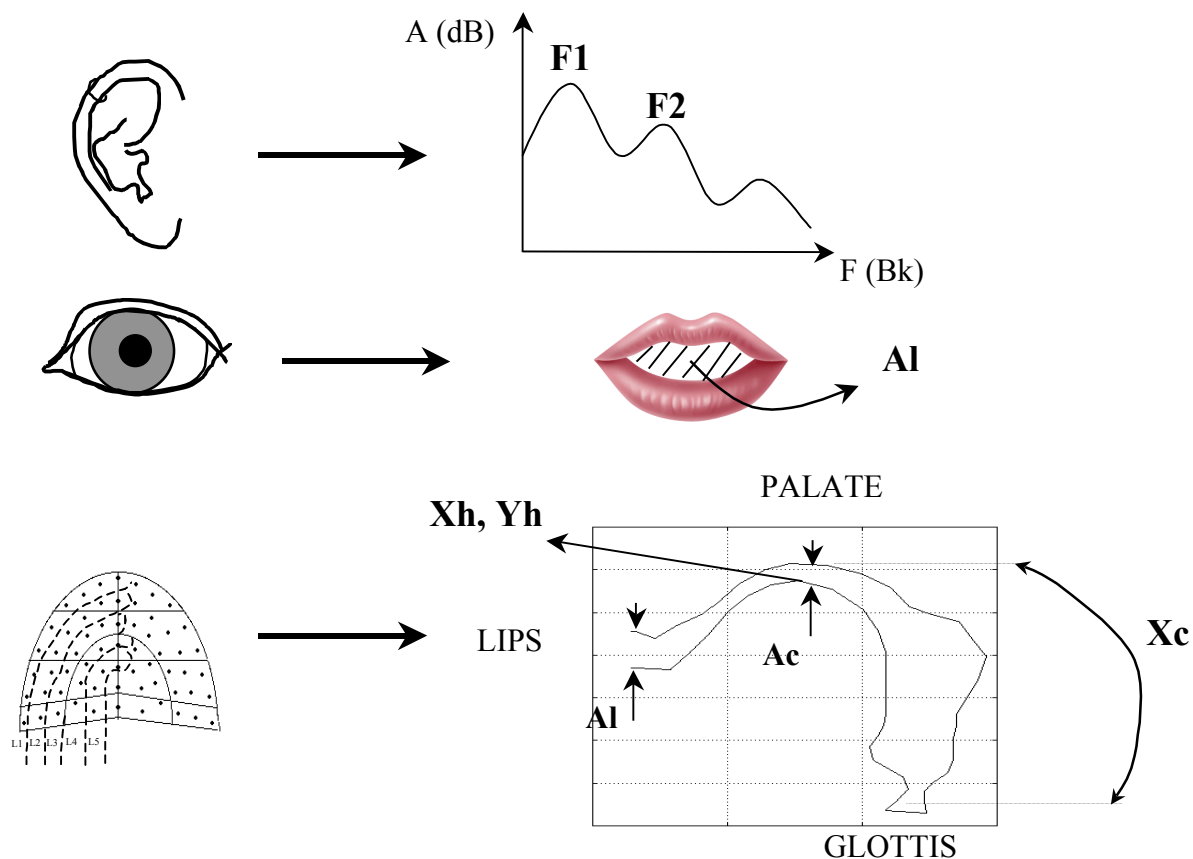 A (dB)
F1
F2
F (Bk)
Al
PALATE
Xh, Yh
LIPS
Ac
Xc
Al
L1 L2 L3 L4 L5
GLOTTIS